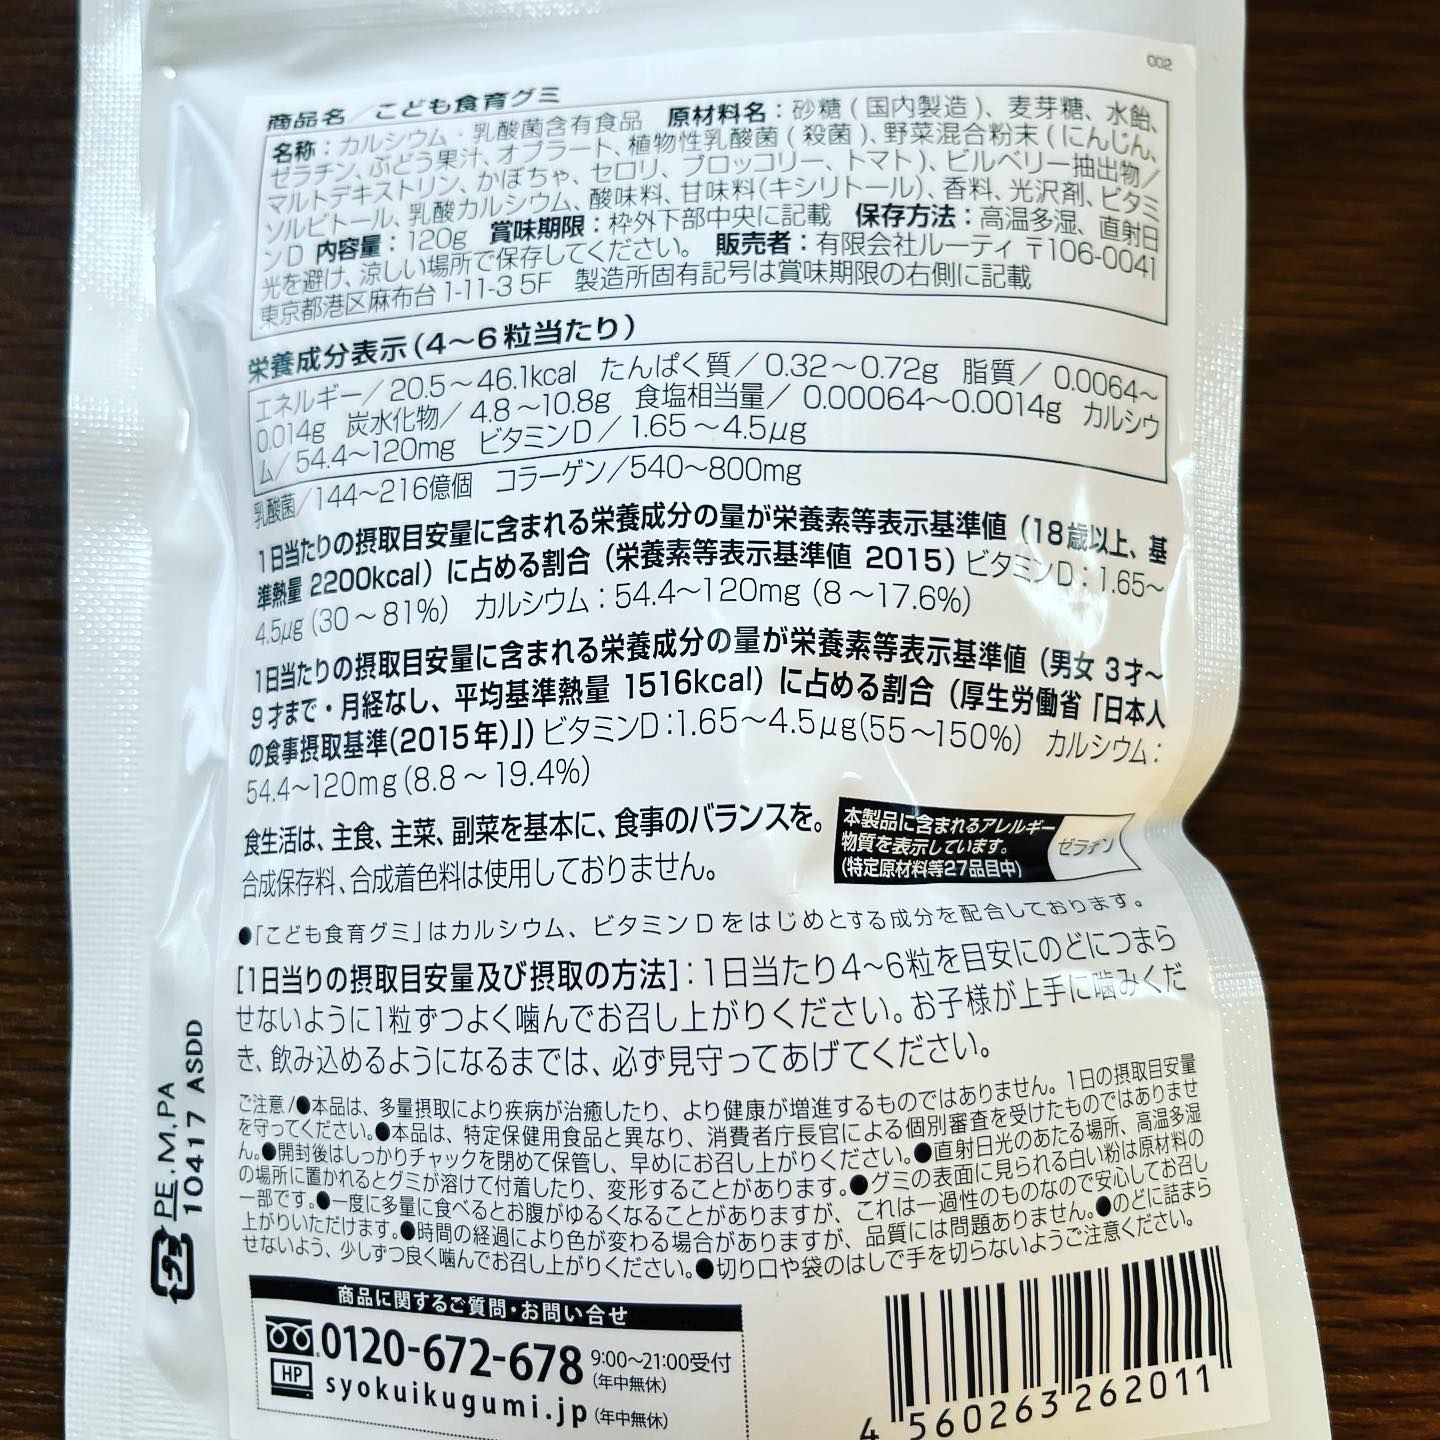 002
商品名／こども食育グミ
名称：カルシウム・乳酸菌含有食品　原材料名：砂糖(国内製造)、麦芽糖、水飴、
ゼラチン、ぶどう果汁、オブラート、植物性乳酸菌(殺菌)、野菜混合粉末(にんじん、
マルトデキストリン、かぼちゃ、セロリ、ブロッコリー、トマト)、ビルベリー抽出物／
ソルビトール、乳酸カルシウム、酸味料、甘味料(キシリトール)、香料、光沢剤、ビタミ
ンD 内容量：120g　賞味期限：枠外下部中央に記載　保存方法：高温多湿、直射日
光を避け、涼しい場所で保存してください。　販売者：有限会社ルーティ 〒106-0041
東京都港区麻布台1-11-3 5F　製造所固有記号は賞味期限の右側に記載
栄養成分表示(4～6粒当たり)
エネルギー／20.5～46.1kcal　たんぱく質／0.32～0.72g　脂質／0.0064～
0.014g　炭水化物／4.8～10.8g　食塩相当量／0.00064～0.0014g　カルシウ
ム／54.4～120mg　ビタミンD／1.65～4.5μg
乳酸菌／144～216億個　コラーゲン／540～800mg
1日当たりの摂取目安量に含まれる栄養成分の量が栄養素等表示基準値（18歳以上、基
準熱量 2200kcal）に占める割合（栄養素等表示基準値 2015）ビタミンD：1.65～
4.5μg (30～81%)　カルシウム：54.4～120mg (8～17.6%)
1日当たりの摂取目安量に含まれる栄養成分の量が栄養素等表示基準値（男女 3才～
9才まで・月経なし、平均基準熱量 1516kcal）に占める割合（厚生労働省「日本人
の食事摂取基準(2015年)」）ビタミンD：1.65～4.5μg(55～150%)　カルシウム：
54.4～120mg(8.8～19.4%)
食生活は、主食、主菜、副菜を基本に、食事のバランスを。
合成保存料、合成着色料は使用しておりません。
本製品に含まれるアレルギー
物質を表示しています。
(特定原材料等27品目中)
ゼラチン
●「こども食育グミ」はカルシウム、ビタミンDをはじめとする成分を配合しております。
[1日当りの摂取目安量及び摂取の方法]：1日当たり4～6粒を目安にのどにつまら
せないように1粒ずつよく噛んでお召し上がりください。お子様が上手に噛みくだ
き、飲み込めるようになるまでは、必ず見守ってあげてください。
ご注意／●本品は、多量摂取により疾病が治癒したり、より健康が増進するものではありません。1日の摂取目安量
を守ってください。●本品は、特定保健用食品と異なり、消費者庁長官による個別審査を受けたものではありませ
ん。●開封後はしっかりチャックを閉めて保管し、早めにお召し上がりください。●直射日光のあたる場所、高温多湿
の場所に置かれるとグミが溶けて付着したり、変形することがあります。●グミの表面に見られる白い粉は原材料の
一部です。●一度に多量に食べるとお腹がゆるくなることがありますが、これは一過性のものなので安心してお召し
上がりいただけます。●時間の経過により色が変わる場合がありますが、品質には問題ありません。●のどに詰まら
せないよう、少しずつ良く噛んでお召し上がりください。●切り口や袋のはしで手を切らないようご注意ください。
商品に関するご質問・お問い合せ
0120-672-678 9:00～21:00受付
(年中無休)
HP syokuikugumi.jp (年中無休)
4 560263 262011
プラ PE,M,PA
10417 ASDD